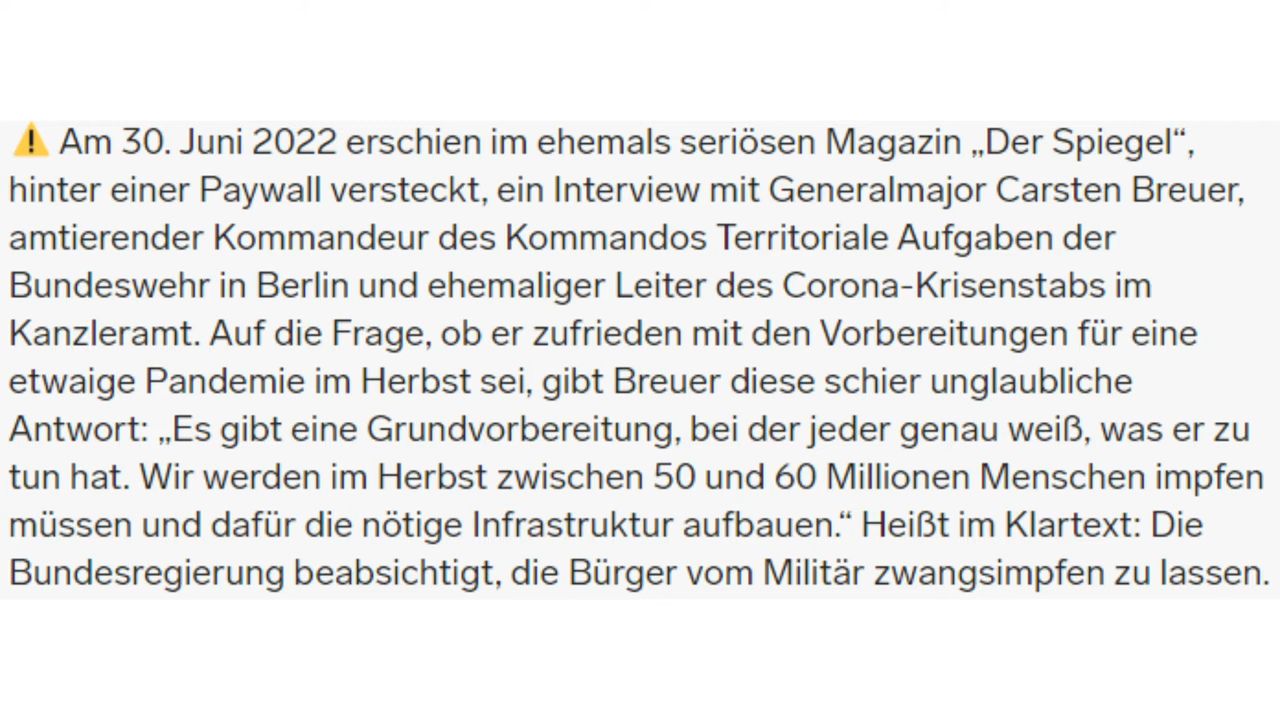 ⚠️ Am 30. Juni 2022 erschien im ehemals seriösen Magazin „Der Spiegel“,
hinter einer Paywall versteckt, ein Interview mit Generalmajor Carsten Breuer,
amtierender Kommandeur des Kommandos Territoriale Aufgaben der
Bundeswehr in Berlin und ehemaliger Leiter des Corona-Krisenstabs im
Kanzleramt. Auf die Frage, ob er zufrieden mit den Vorbereitungen für eine
etwaige Pandemie im Herbst sei, gibt Breuer diese schier unglaubliche
Antwort: „Es gibt eine Grundvorbereitung, bei der jeder genau weiß, was er zu
tun hat. Wir werden im Herbst zwischen 50 und 60 Millionen Menschen impfen
müssen und dafür die nötige Infrastruktur aufbauen.“ Heißt im Klartext: Die
Bundesregierung beabsichtigt, die Bürger vom Militär zwangsimpfen zu lassen.